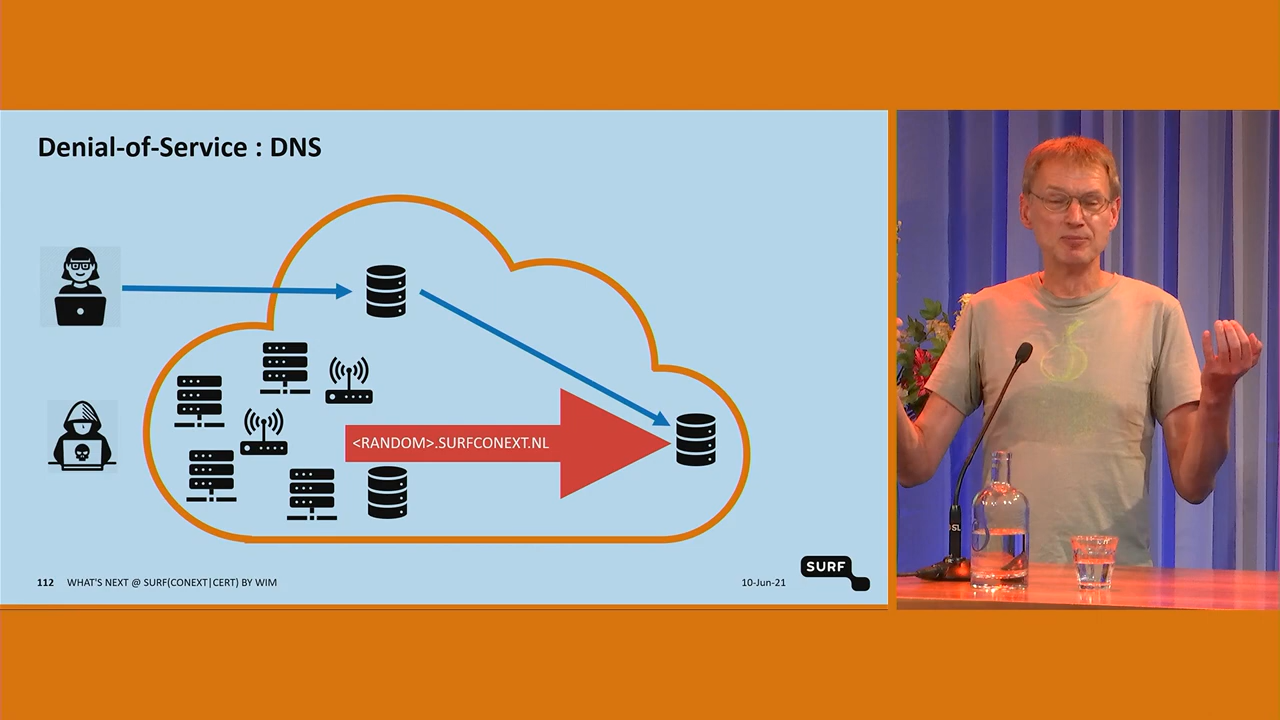 Denial-of-Service : DNS
<RANDOM>.SURFCONEXT.NL
112 WHAT'S NEXT @ SURF(CONEXT|CERT) BY WIM
10-Jun-21
SURF